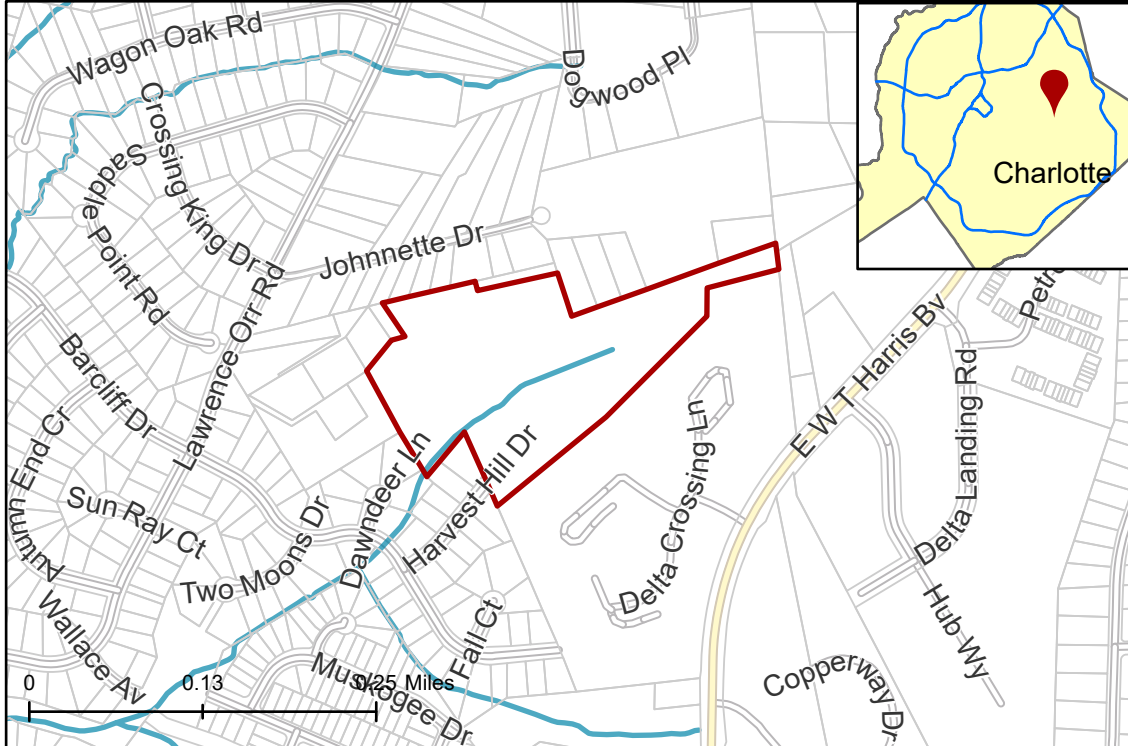 Wagon Oak Rd
Dogwood Pl
Crossing King Dr
Saddle Point Rd
Charlotte
Johnnette Dr
Lawrence Orr Rd
Petro
Barcliff Dr
E W T Harris Bv
Delta Landing Rd
Autumn End Cr
Sun Ray Ct
Two Moons Dr
Dawndeer Ln
Harvest Hill Dr
Delta Crossing Ln
Wallace Av
Fall Ct
Hub Wy
Muskogee Dr
Copperway Dr
0 0.13 0.25 Miles